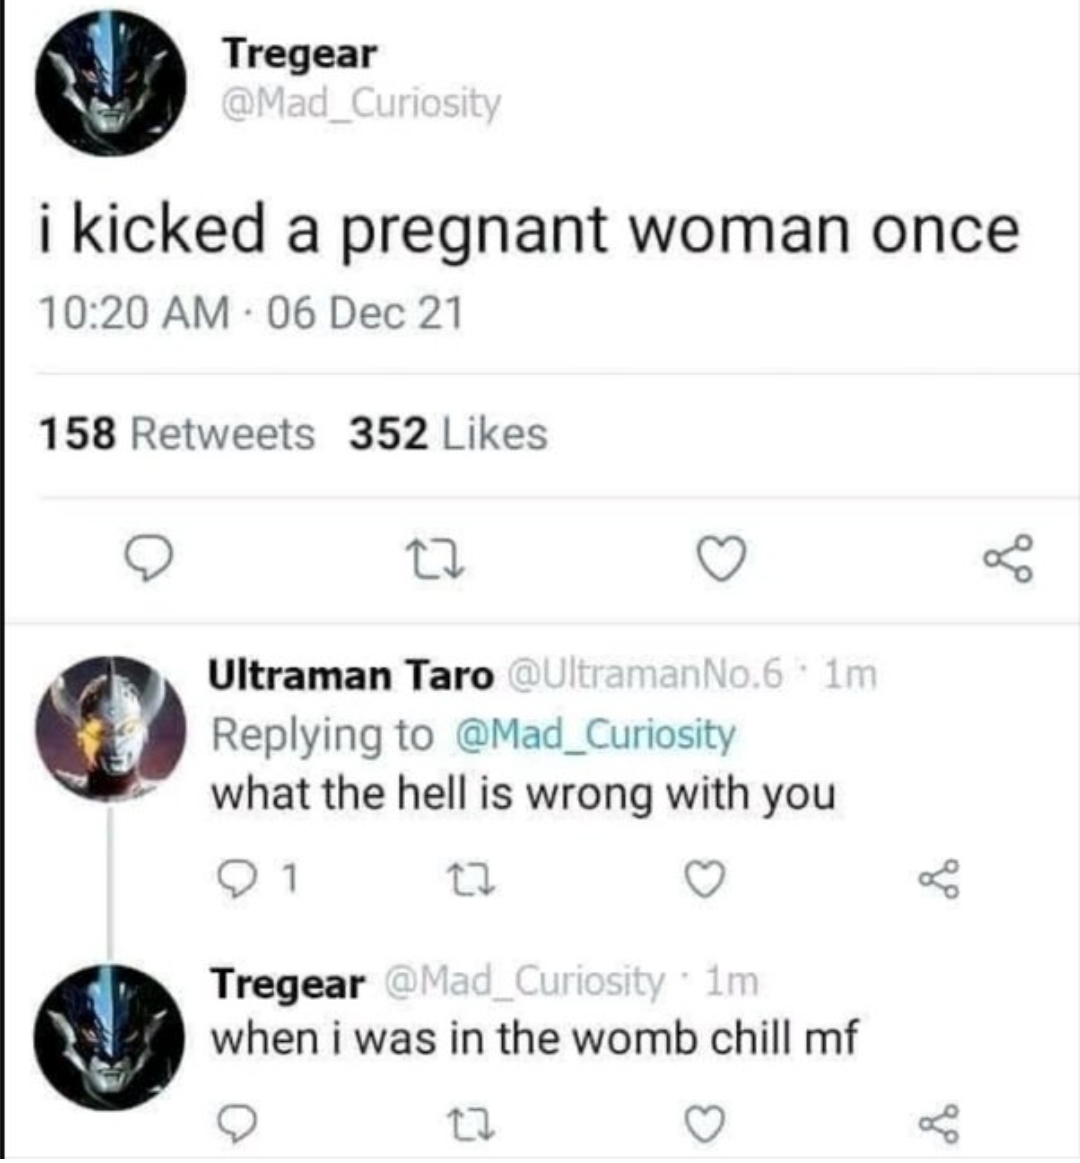 Tregear
@Mad_Curiosity
i kicked a pregnant woman once
10:20 AM · 06 Dec 21
158 Retweets 352 Likes
Ultraman Taro @UltramanNo.6 · 1m
Replying to @Mad_Curiosity
what the hell is wrong with you
1
Tregear @Mad_Curiosity · 1m
when i was in the womb chill mf